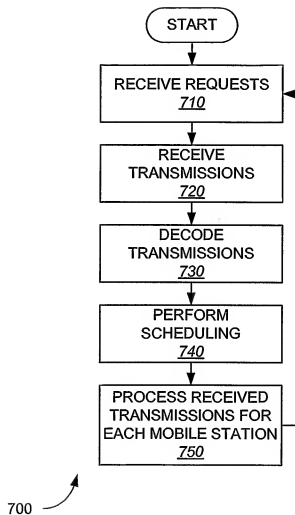 START
RECEIVE REQUESTS
710
RECEIVE
TRANSMISSIONS
720
DECODE
TRANSMISSIONS
730
PERFORM
SCHEDULING
740
PROCESS RECEIVED
TRANSMISSIONS FOR
EACH MOBILE STATION
750
700